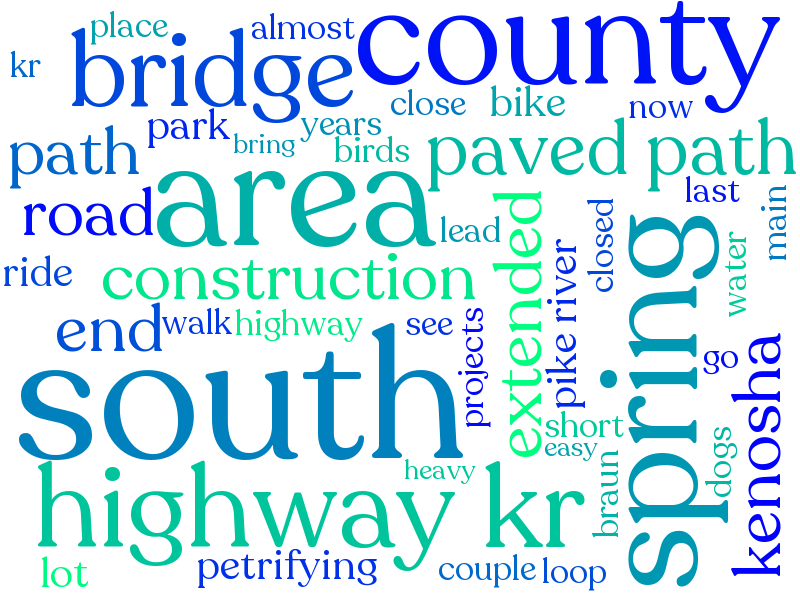 place
almost
county
kr
bridge
close
bike
now
park
years
path
bring
birds
paved path
area
road
last
lead
extended
closed
spring
main
ride
construction
pike river
water
end
walk
highway
see
projects
go
kenosha
south
short
easy
braun
dogs
highway kr
heavy
lot
petrifying
couple
loop